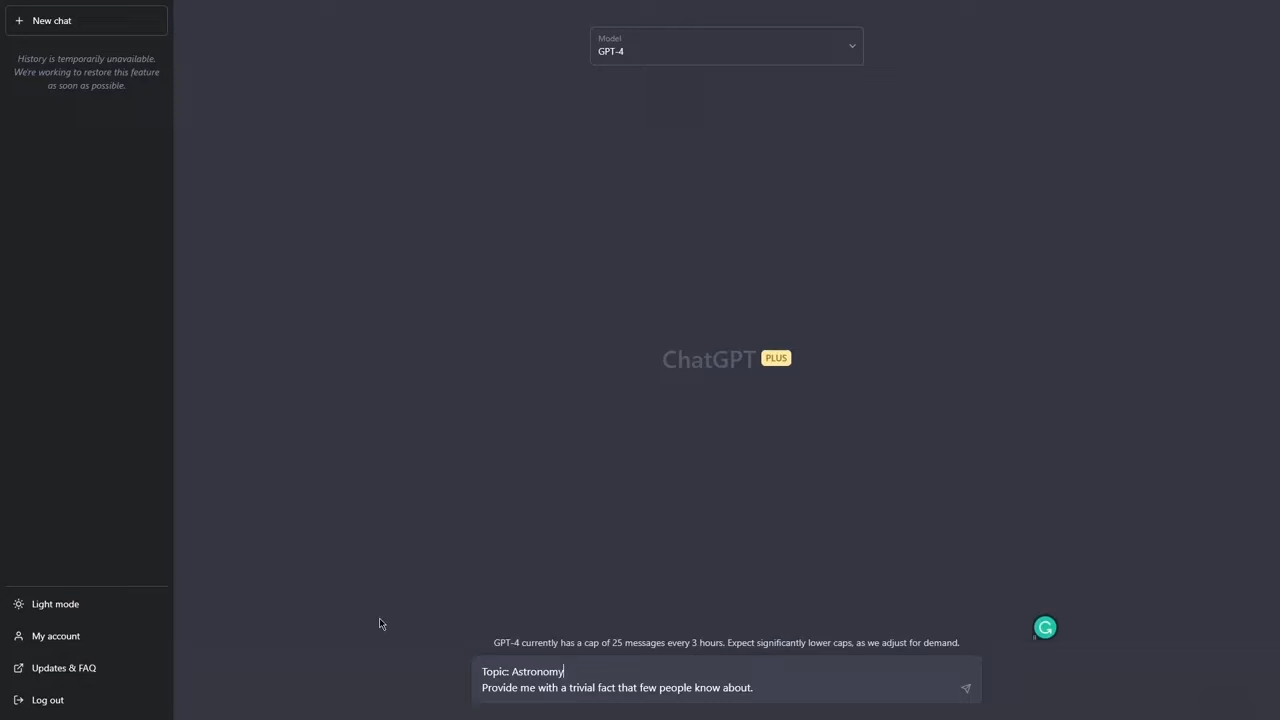 New chat
History is temporarily unavailable.
We're working to restore this feature
as soon as possible.
Model
GPT-4
ChatGPT PLUS
Light mode
My account
Updates & FAQ
Log out
GPT-4 currently has a cap of 25 messages every 3 hours. Expect significantly lower caps, as we adjust for demand.
Topic: Astronomy
Provide me with a trivial fact that few people know about.